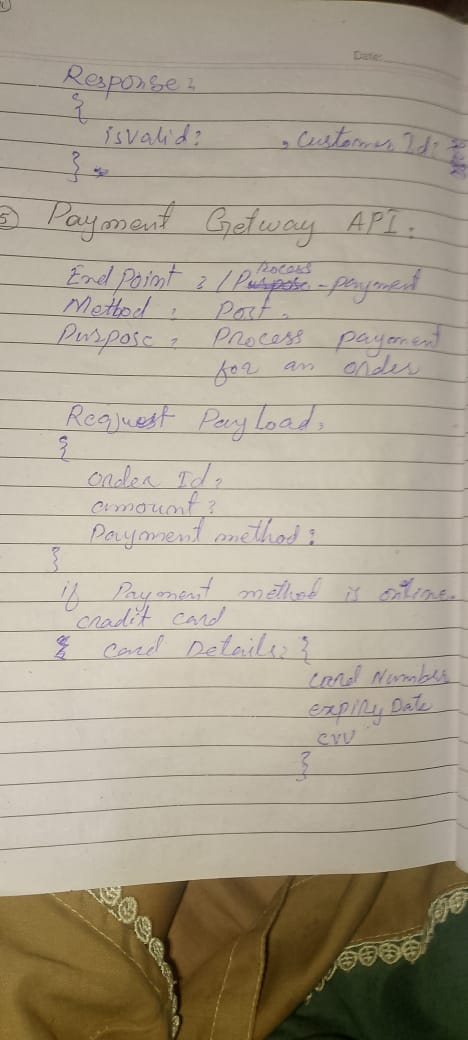 Date:
Response:
{
isvalid: , Customer Id:
}
5 Payment Getway API:
End Point : /Process-payment
Method : Post.
Purpose : Process payment
for an order
Request PayLoad:
{
order Id:
amount:
Payment method:
}
if Payment method is online.
cradit card
Card Details: {
Card Number
expiry Date
CVV
}